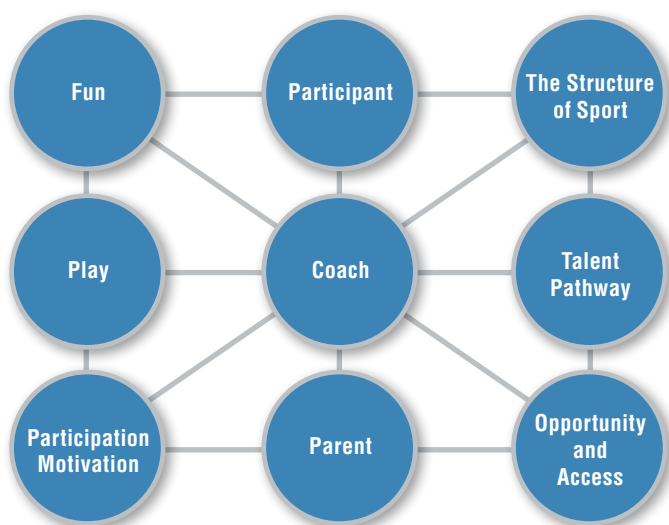 Fun
Participant
The Structure
of Sport
Play
Coach
Talent
Pathway
Participation
Motivation
Parent
Opportunity
and
Access